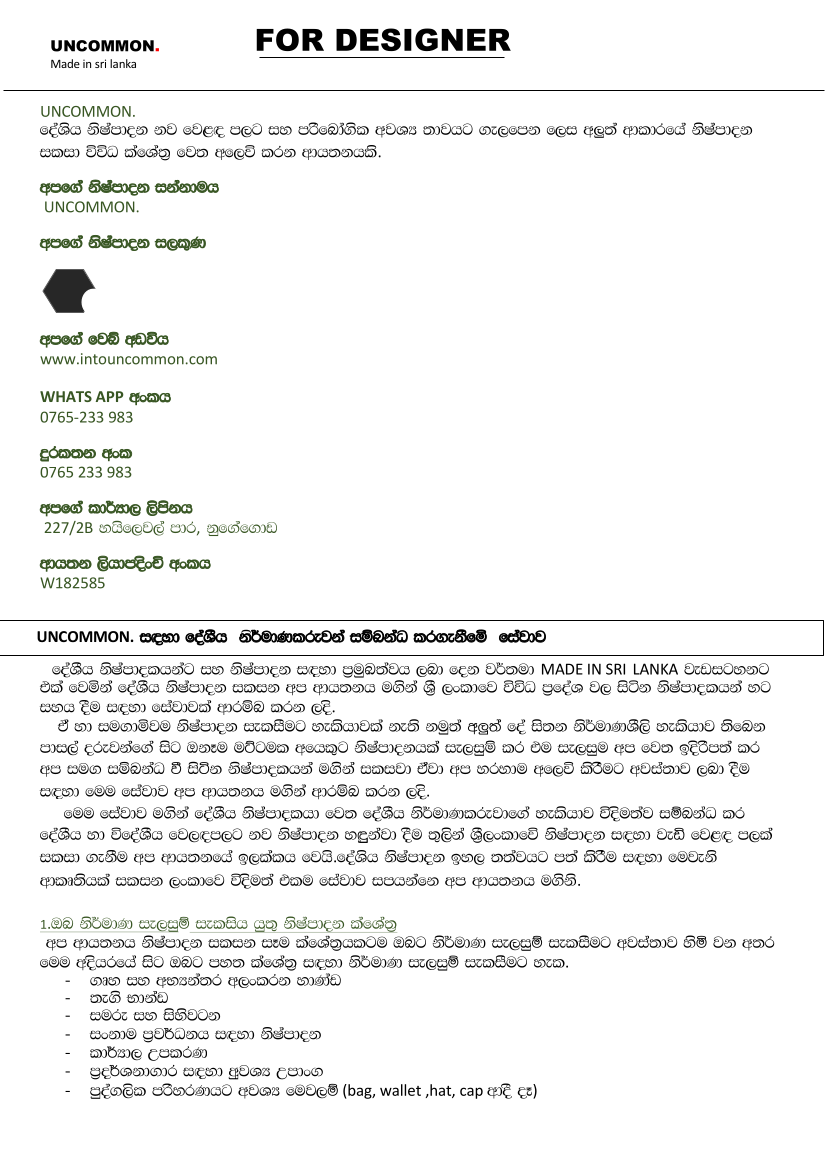 UNCOMMON.
Made in sri lanka
FOR DESIGNER
UNCOMMON.
දේශිය නිෂ්පාදන නව වෙළඳ පලට සහ පරිබෝගික අවශ්‍ය තාවයට ගැලපෙන ලෙස අලුත් ආකාරයේ නිෂ්පාදන
සකසා විවිධ ක්ශේත්‍ර වෙත අලෙවි කරන ආයතනයකි.
අපගේ නිෂ්පාදන සන්නාමය
UNCOMMON.
අපගේ නිෂ්පාදන සලකුණ
අපගේ වෙබ් අඩවිය
www.intouncommon.com
WHATS APP අංකය
0765-233 983
දුරකතන අංක
0765 233 983
අපගේ කාර්යාල ලිපිනය
227/2B හයිලෙවල් පාර, නුගේගොඩ
ආයතන ලියාපදිංචි අංකය
W182585
UNCOMMON. සඳහා දේශීය නිර්මාණකරුවන් සම්බන්ධ කරගැනීමේ සේවාව
දේශීය නිෂ්පාදකයන්ට සහ නිෂ්පාදන සඳහා ප්‍රමුඛත්වය ලබා දෙන වර්තමා MADE IN SRI LANKA වැඩසටහනට
එක් වෙමින් දේශීය නිෂ්පාදන සකසන අප ආයතනය මගින් ශ්‍රී ලංකාවෙ විවිධ ප්‍රදේශ වල සිටින නිෂ්පාදකයන් හට
සහය දීම සඳහා සේවාවක් ආරම්බ කරන ලදි.
ඒ හා සමගාමිවම නිෂ්පාදන සැකසීමට හැකියාවක් නැති නමුත් අලුත් දේ සිතන නිර්මාණශීලි හැකියාව තිබෙන
පාසල් දරුවන්ගේ සිට ඔනෑම මට්ටමක අයෙකුට නිෂ්පාදනයක් සැලසුම් කර එම සැලසුම අප වෙත ඉදිරිපත් කර
අප සමග සම්බන්ධ වී සිටින නිෂ්පාදකයන් මගින් සකසවා ඒවා අප හරහාම අලෙවි කිරීමට අවස්තාව ලබා දීම
සඳහා මෙම සේවාව අප ආයතනය මගින් ආරම්බ කරන ලදි.
මෙම සේවාව මගින් දේශීය නිෂ්පාදකයා වෙත දේශීය නිර්මාණකරුවාගේ හැකියාව විදිමත්ව සම්බන්ධ කර
දේශීය හා විදේශීය වෙලඳපලට නව නිෂ්පාදන හඳුන්වා දීම තුලින් ශ්‍රීලංකාවේ නිෂ්පාදන සඳහා වැඩි වෙළඳ පලක්
සකසා ගැනීම අප ආයතනයේ ඉලක්කය වෙයි.දේශිය නිෂ්පාදන ඉහල තත්වයට පත් කිරීම සඳහා මෙවැනි
ආකෘතියක් සකසන ලංකාවේ විදිමත් එකම සේවාව සපයන්නෙ අප ආයතනය මගිනි.
1.ඔබ නිර්මාණ සැලසුම් සැකසිය යුතු නිෂ්පාදන ක්ශේත්‍ර
අප ආයතනය නිෂ්පාදන සකසන සෑම ක්ශේත්‍රයකටම ඔබට නිර්මාණ සැලසුම් සැකසීමට අවස්තාව හිමි වන අතර
මෙම අදියරයේ සිට ඔබට පහත ක්ශේත්‍ර සඳහා නිර්මාණ සැලසුම් සැකසීමට හැක.
- ගෘහ සහ අභ්‍යන්තර අලංකරන භාණ්ඩ
- තෑගි භාන්ඩ
- සමරු සහ සිහිවටන
- සංනාම ප්‍රවර්ධනය සඳහා නිෂ්පාදන
- කාර්යාල උපකරණ
- ප්‍රදර්ශනාගාර සඳහා අවශ්‍ය උපාංග
- පුද්ගලික පරිහරණයට අවශ්‍ය මෙවලම් (bag, wallet ,hat, cap ආදී දෑ)